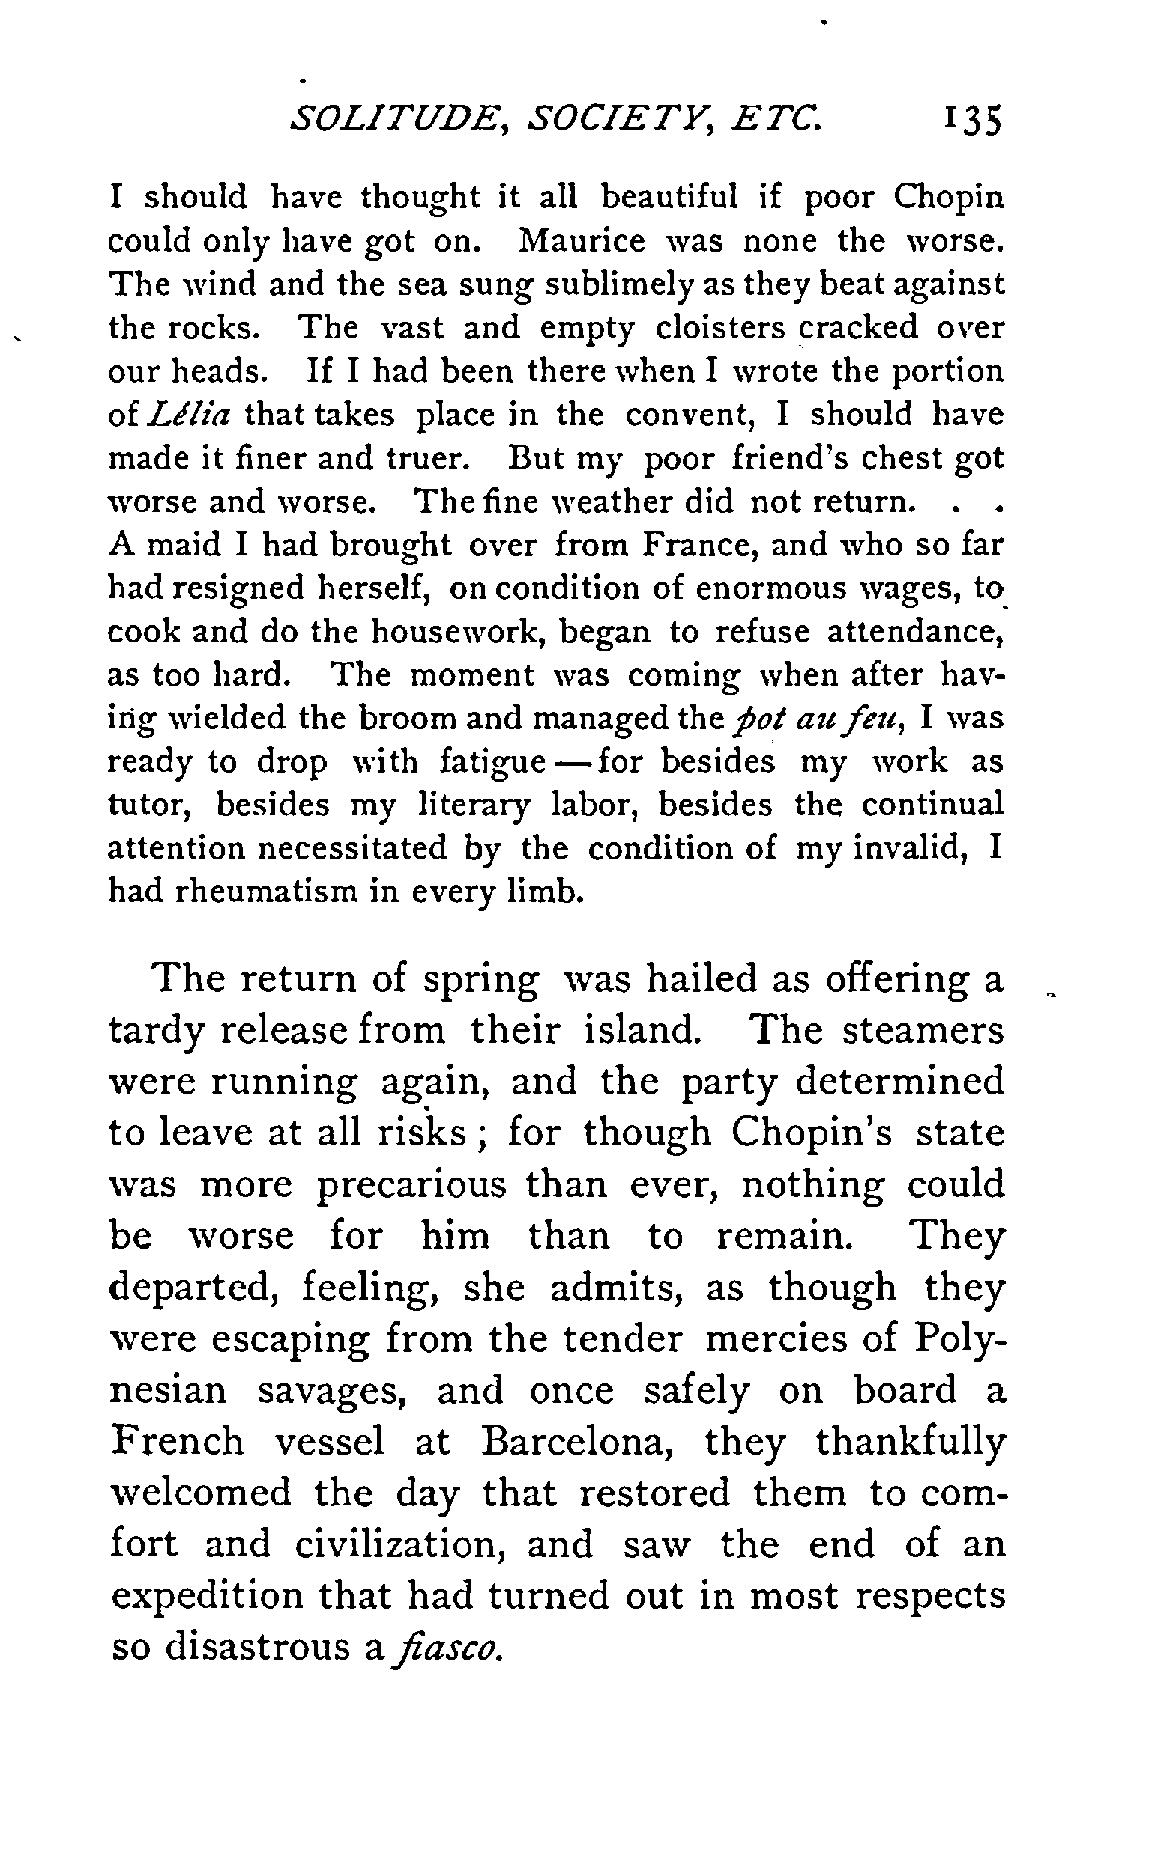 SOLITUDE, SOCIETY, ETC. 135
I should have thought it all beautiful if poor Chopin
could only have got on. Maurice was none the worse.
The wind and the sea sung sublimely as they beat against
the rocks. The vast and empty cloisters cracked over
our heads. If I had been there when I wrote the portion
of Lélia that takes place in the convent, I should have
made it finer and truer. But my poor friend's chest got
worse and worse. The fine weather did not return. . .
A maid I had brought over from France, and who so far
had resigned herself, on condition of enormous wages, to
cook and do the housework, began to refuse attendance,
as too hard. The moment was coming when after hav-
ing wielded the broom and managed the pot au feu, I was
ready to drop with fatigue — for besides my work as
tutor, besides my literary labor, besides the continual
attention necessitated by the condition of my invalid, I
had rheumatism in every limb.
The return of spring was hailed as offering a
tardy release from their island. The steamers
were running again, and the party determined
to leave at all risks ; for though Chopin's state
was more precarious than ever, nothing could
be worse for him than to remain. They
departed, feeling, she admits, as though they
were escaping from the tender mercies of Poly-
nesian savages, and once safely on board a
French vessel at Barcelona, they thankfully
welcomed the day that restored them to com-
fort and civilization, and saw the end of an
expedition that had turned out in most respects
so disastrous a fiasco.